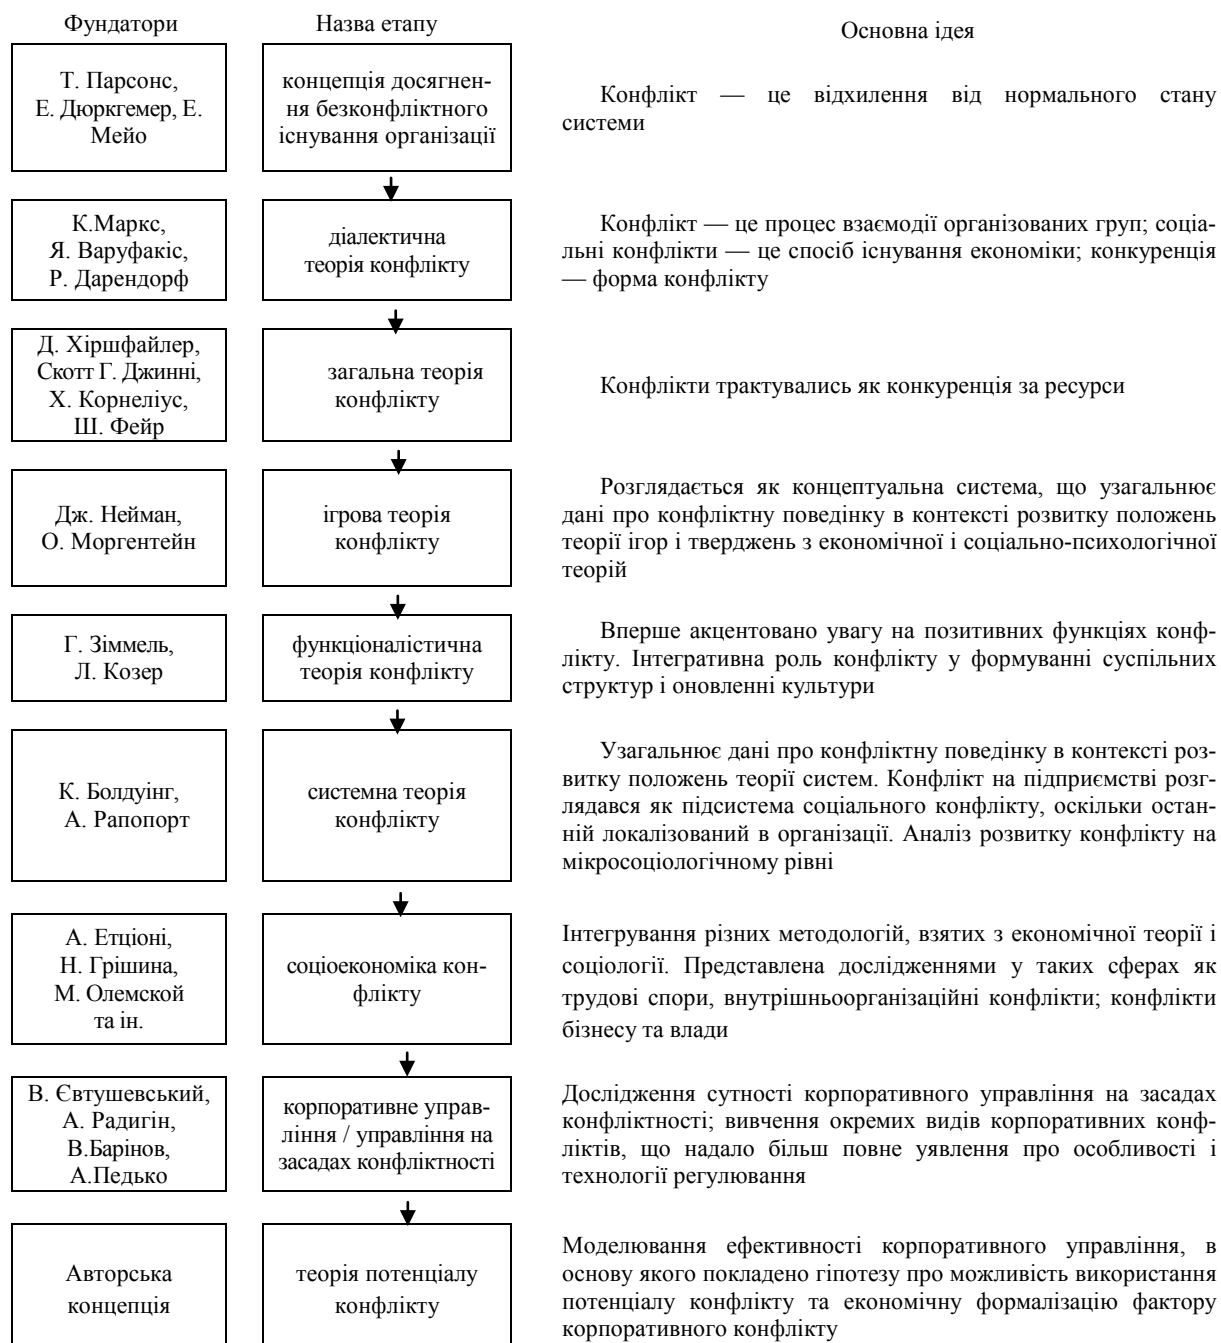 Фундатори
Назва етапу
Основна ідея
Т. Парсонс,
Е. Дюркгемер, Е.
Мейо
концепція досягнен-
ня безконфліктного
існування організації
Конфлікт — це відхилення від нормального стану
системи
К.Маркс,
Я. Варуфакіс,
Р. Дарендорф
діалектична
теорія конфлікту
Конфлікт — це процес взаємодії організованих груп; соціа-
льні конфлікти — це спосіб існування економіки; конкуренція
— форма конфлікту
Д. Хіршфайлер,
Скотт Г. Джинні,
Х. Корнеліус,
Ш. Фейр
загальна теорія
конфлікту
Конфлікти трактувались як конкуренція за ресурси
Дж. Нейман,
О. Моргентейн
ігрова теорія
конфлікту
Розглядається як концептуальна система, що узагальнює
дані про конфліктну поведінку в контексті розвитку положень
теорії ігор і тверджень з економічної і соціально-психологічної
теорій
Г. Зіммель,
Л. Козер
функціоналістична
теорія конфлікту
Вперше акцентовано увагу на позитивних функціях конф-
лікту. Інтегративна роль конфлікту у формуванні суспільних
структур і оновленні культури
К. Болдуінг,
А. Рапопорт
системна теорія
конфлікту
Узагальнює дані про конфліктну поведінку в контексті роз-
витку положень теорії систем. Конфлікт на підприємстві розг-
лядався як підсистема соціального конфлікту, оскільки остан-
ній локалізований в організації. Аналіз розвитку конфлікту на
мікросоціологічному рівні
А. Етціоні,
Н. Грішина,
М. Олемской
та ін.
соціоекономіка кон-
флікту
Інтегрування різних методологій, взятих з економічної теорії і
соціології. Представлена дослідженнями у таких сферах як
трудові спори, внутрішньоорганізаційні конфлікти; конфлікти
бізнесу та влади
В. Євтушевський,
А. Радигін,
В.Барінов,
А.Педько
корпоративне управ-
ління / управління на
засадах конфліктності
Дослідження сутності корпоративного управління на засадах
конфліктності; вивчення окремих видів корпоративних конф-
ліктів, що надало більш повне уявлення про особливості і
технології регулювання
Авторська
концепція
теорія потенціалу
конфлікту
Моделювання ефективності корпоративного управління, в
основу якого покладено гіпотезу про можливість використання
потенціалу конфлікту та економічну формалізацію фактору
корпоративного конфлікту